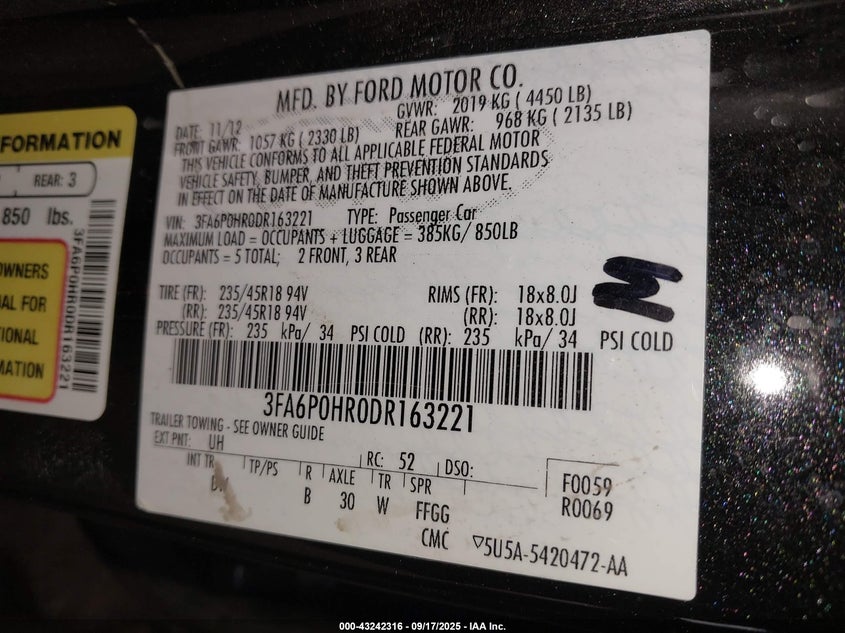 MFD. BY FORD MOTOR CO.
DATE: 11/12
GVWR: 2019 KG ( 4450 LB)
FRONT GAWR: 1057 KG ( 2330 LB)
REAR GAWR: 968 KG ( 2135 LB)
THIS VEHICLE CONFORMS TO ALL APPLICABLE FEDERAL MOTOR
VEHICLE SAFETY, BUMPER, AND THEFT PREVENTION STANDARDS
IN EFFECT ON THE DATE OF MANUFACTURE SHOWN ABOVE.
VIN: 3FA6P0HR0DR163221 TYPE: Passenger Car
MAXIMUM LOAD = OCCUPANTS + LUGGAGE = 385KG/ 850LB
OCCUPANTS = 5 TOTAL; 2 FRONT, 3 REAR
TIRE (FR): 235/45R18 94V RIMS (FR): 18x8.0J
(RR): 235/45R18 94V (RR): 18x8.0J
PRESSURE (FR): 235 kPa/ 34 PSI COLD (RR): 235 kPa/ 34 PSI COLD
3FA6P0HR0DR163221
TRAILER TOWING - SEE OWNER GUIDE
EXT PNT: UH RC: 52 DSO:
INT TR TP/PS R AXLE TR SPR
B 30 W FFGG
F0059
R0069
CMC ▽5U5A-5420472-AA
FORMATION
REAR: 3
850 lbs.
OWNERS
AL FOR
TIONAL
MATION
3FA6P0HR0DR163221
000-43242316 - 09/17/2025 - IAA Inc.